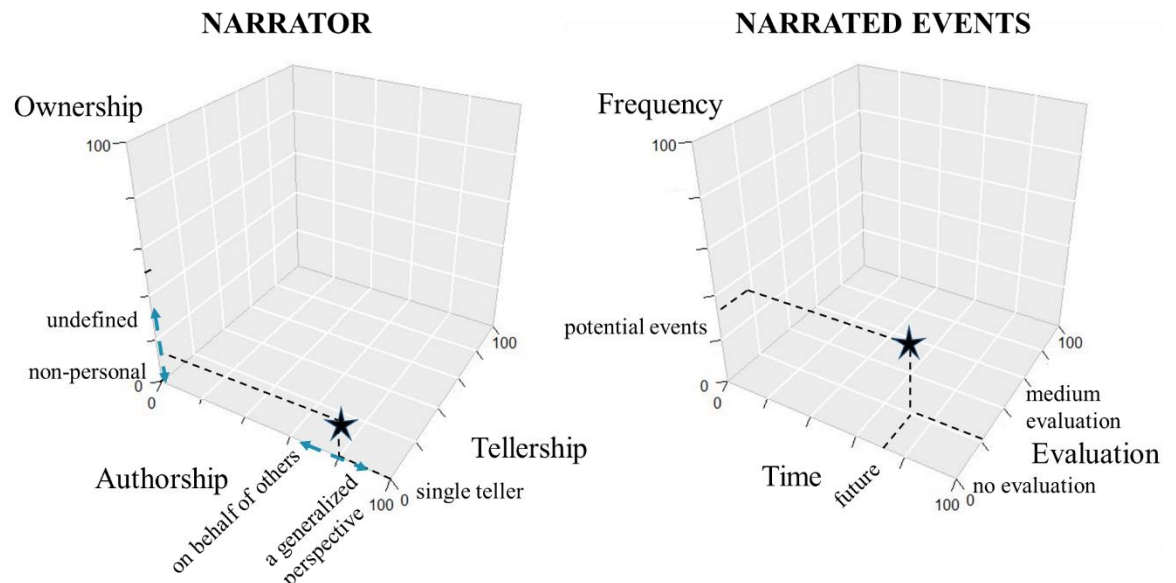 NARRATOR
Ownership
100
undefined
non-personal
0
0
Authorship
on behalf of others
a generalized
perspective
100
0
single teller
Tellership
100
NARRATED EVENTS
Frequency
100
potential events
0
0
Time
future
100
0
no evaluation
Evaluation
medium
evaluation
100